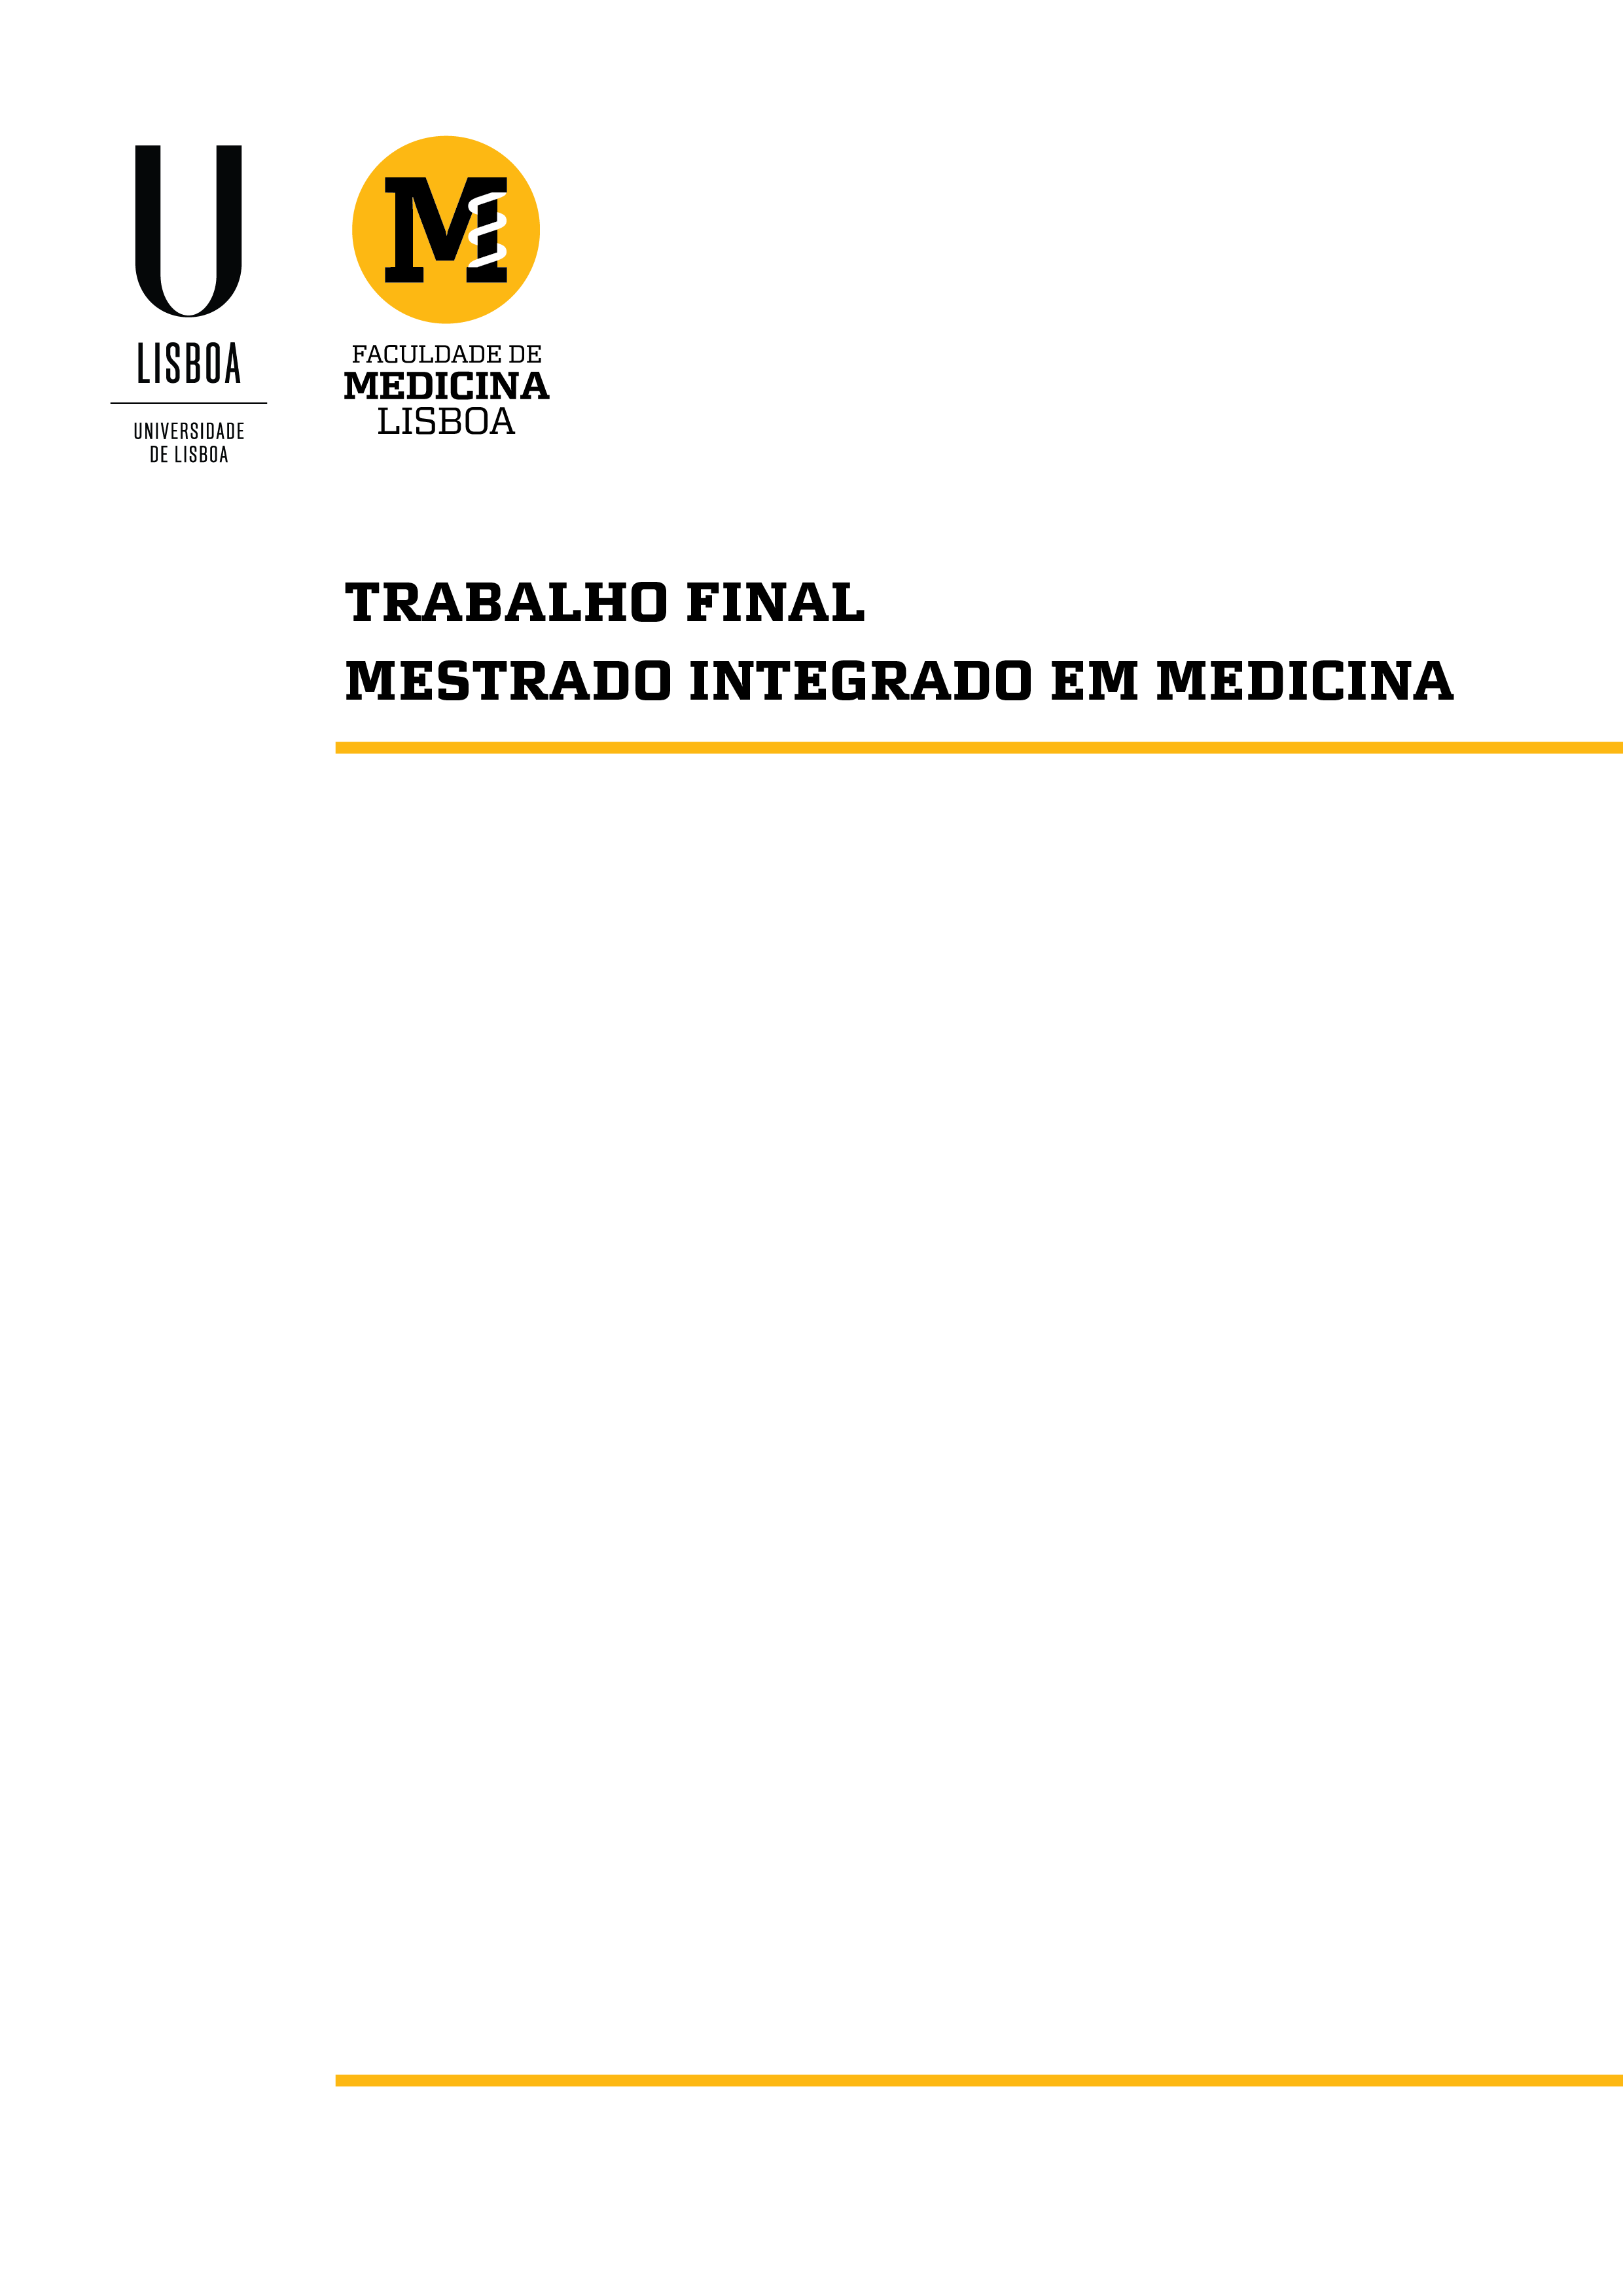 U
LISBOA
UNIVERSIDADE
DE LISBOA
M
FACULDADE DE
MEDICINA
LISBOA
TRABALHO FINAL
MESTRADO INTEGRADO EM MEDICINA